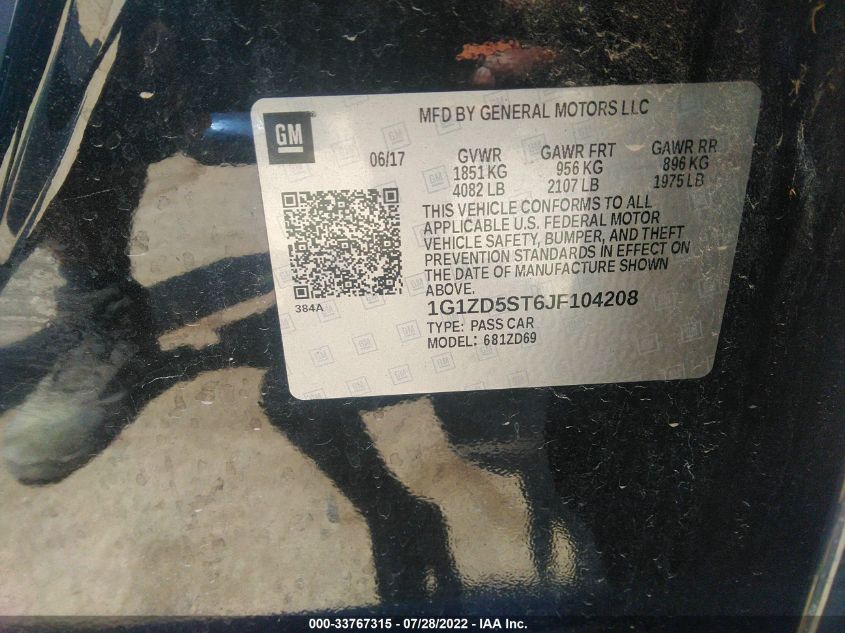 GM
MFD BY GENERAL MOTORS LLC
06/17 GVWR GAWR FRT GAWR RR
1851 KG 956 KG 896 KG
4082 LB 2107 LB 1975 LB
THIS VEHICLE CONFORMS TO ALL
APPLICABLE U.S. FEDERAL MOTOR
VEHICLE SAFETY, BUMPER, AND THEFT
PREVENTION STANDARDS IN EFFECT ON
THE DATE OF MANUFACTURE SHOWN
ABOVE.
384A
1G1ZD5ST6JF104208
TYPE: PASS CAR
MODEL: 681ZD69
000-33767315 - 07/28/2022 - IAA Inc.